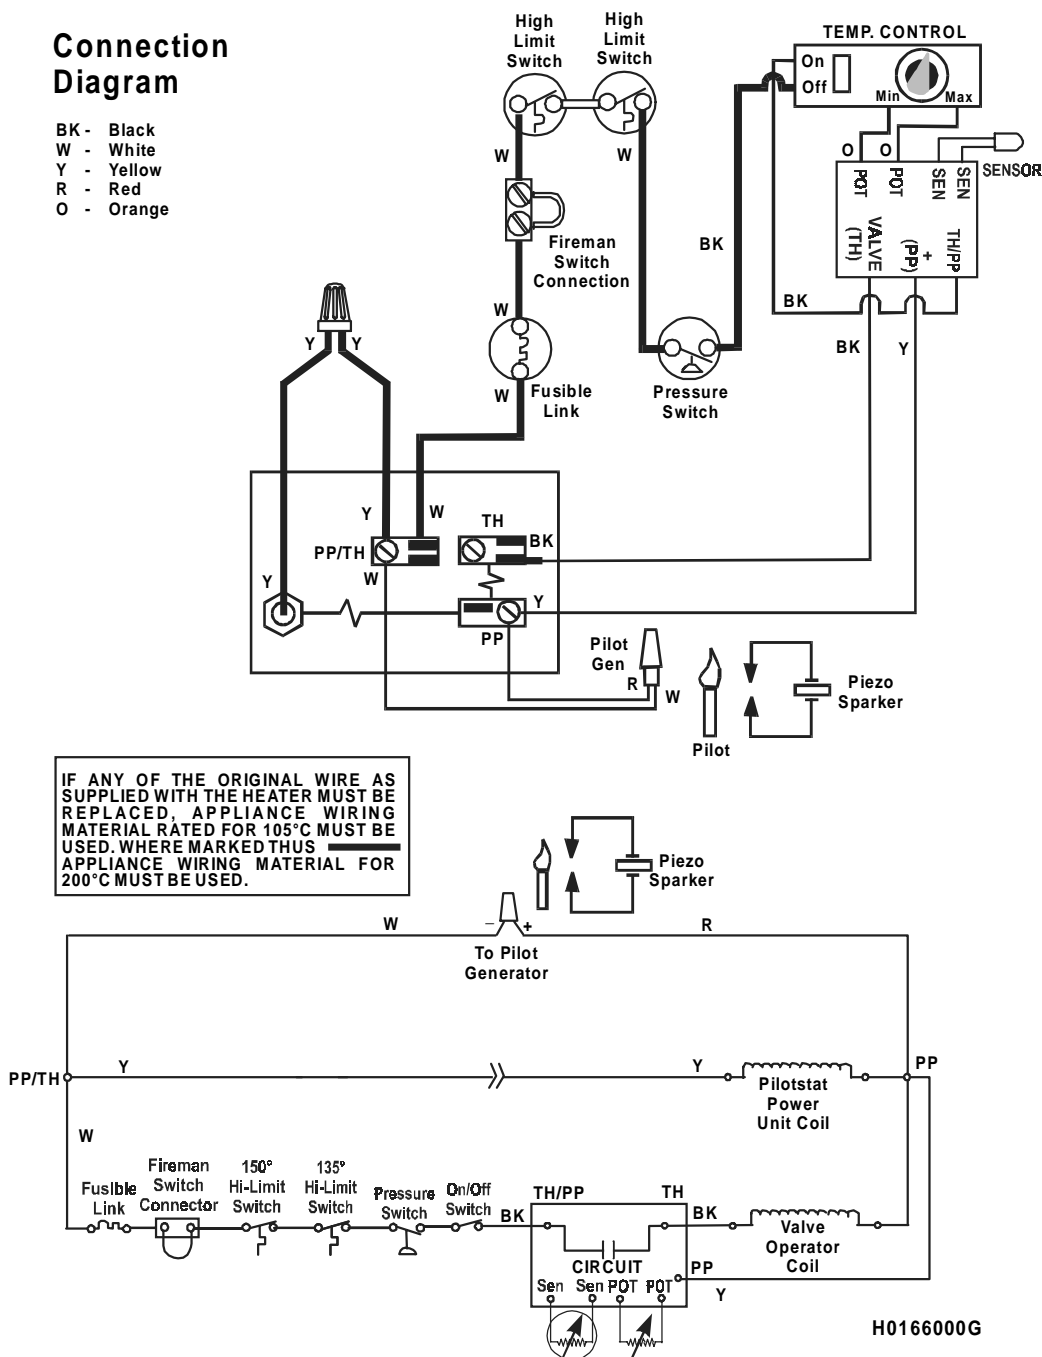 Connection
Diagram
BK - Black
W - White
Y - Yellow
R - Red
O - Orange
High
Limit
Switch
High
Limit
Switch
TEMP. CONTROL
On
Off
Min
Max
O
O
SENSOR
POT
POT
SEN
SEN
VALVE
(TH)
+
(PP)
TH/PP
W
W
Fireman
Switch
Connection
BK
BK
W
BK
Y
Y
Y
W
Fusible
Link
Pressure
Switch
Y
W
TH
BK
PP/TH
W
Y
Y
PP
Pilot
Gen
R
W
Pilot
Piezo
Sparker
IF ANY OF THE ORIGINAL WIRE AS
SUPPLIED WITH THE HEATER MUST BE
REPLACED, APPLIANCE WIRING
MATERIAL RATED FOR 105°C MUST BE
USED. WHERE MARKED THUS
APPLIANCE WIRING MATERIAL FOR
200°C MUST BE USED.
Piezo
Sparker
W
– +
R
To Pilot
Generator
PP/TH
Y
Y
PP
Pilotstat
Power
Unit Coil
W
Fusible
Link
Fireman
Switch
Connector
150°
Hi-Limit
Switch
135°
Hi-Limit
Switch
Pressure
Switch
On/Off
Switch
BK
TH/PP
TH
BK
Valve
Operator
Coil
CIRCUIT
PP
Y
Sen Sen POT POT
H0166000G